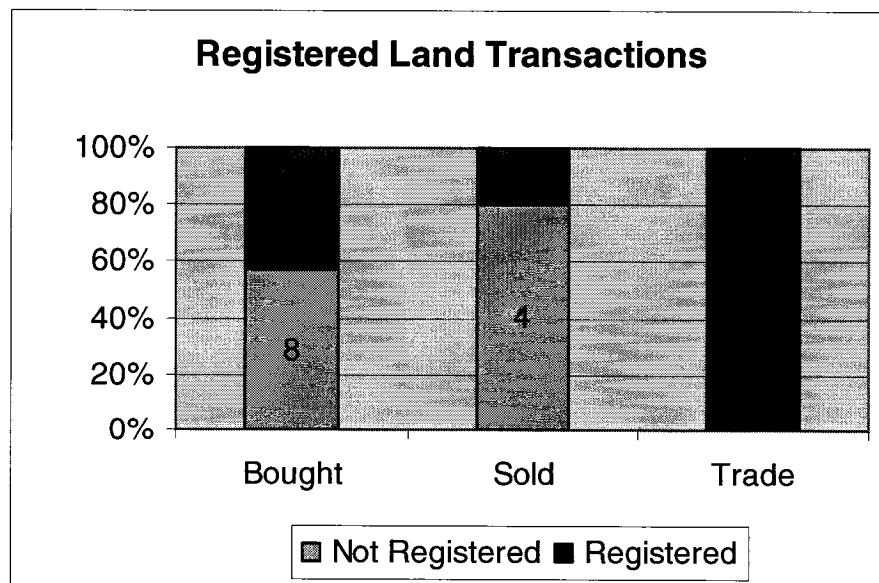 Registered Land Transactions
100%
80%
60%
40%
20%
0%
8
4
Bought
Sold
Trade
Not Registered
Registered